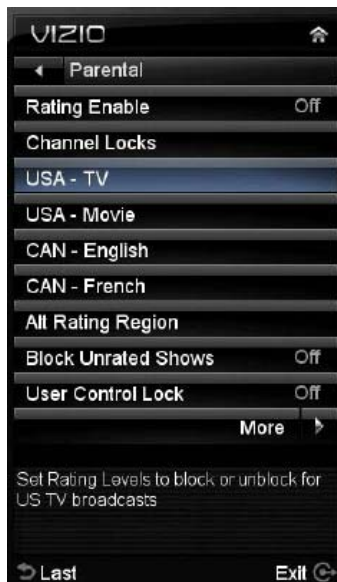 VIZIO
Parental
Rating Enable Off
Channel Locks
USA - TV
USA - Movie
CAN - English
CAN - French
Alt Rating Region
Block Unrated Shows Off
User Control Lock Off
More
Set Rating Levels to block or unblock for
US TV broadcasts
Last Exit